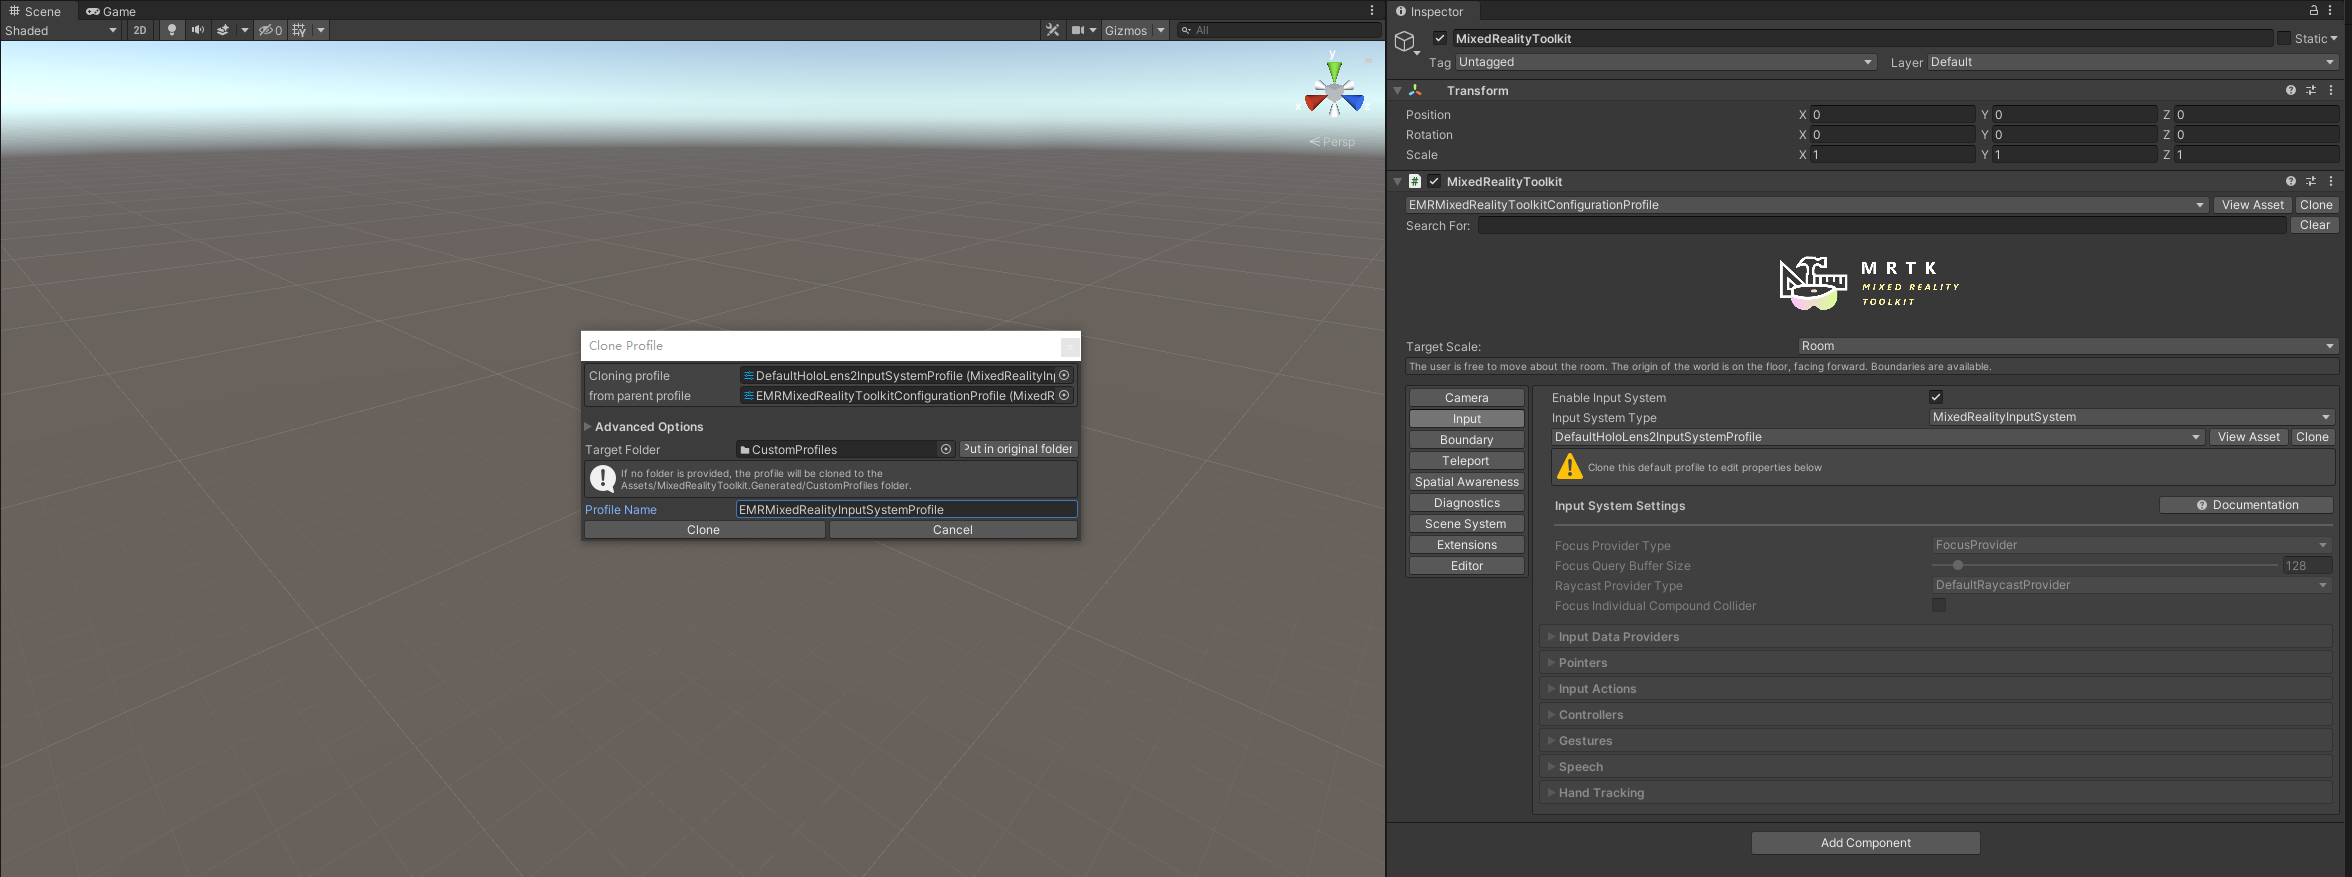 Scene
Game
Shaded
2D
0
Gizmos
All
y
x
Persp
Clone Profile
Cloning profile
DefaultHoloLens2InputSystemProfile (MixedRealityInp
from parent profile
EMRMixedRealityToolkitConfigurationProfile (MixedR
Advanced Options
Target Folder
CustomProfiles
Put in original folder
If no folder is provided, the profile will be cloned to the
Assets/MixedRealityToolkit.Generated/CustomProfiles folder.
Profile Name
EMRMixedRealityInputSystemProfile
Clone
Cancel
Inspector
MixedRealityToolkit
Static
Tag
Untagged
Layer
Default
Transform
Position
X 0
Y 0
Z 0
Rotation
X 0
Y 0
Z 0
Scale
X 1
Y 1
Z 1
# MixedRealityToolkit
EMRMixedRealityToolkitConfigurationProfile
View Asset
Clone
Search For:
Clear
MRTK
MIXED REALITY
TOOLKIT
Target Scale:
Room
The user is free to move about the room. The origin of the world is on the floor, facing forward. Boundaries are available.
Camera
Input
Boundary
Teleport
Spatial Awareness
Diagnostics
Scene System
Extensions
Editor
Enable Input System
Input System Type
MixedRealityInputSystem
DefaultHoloLens2InputSystemProfile
View Asset
Clone
Clone this default profile to edit properties below
Input System Settings
Documentation
Focus Provider Type
FocusProvider
Focus Query Buffer Size
128
Raycast Provider Type
DefaultRaycastProvider
Focus Individual Compound Collider
Input Data Providers
Pointers
Input Actions
Controllers
Gestures
Speech
Hand Tracking
Add Component